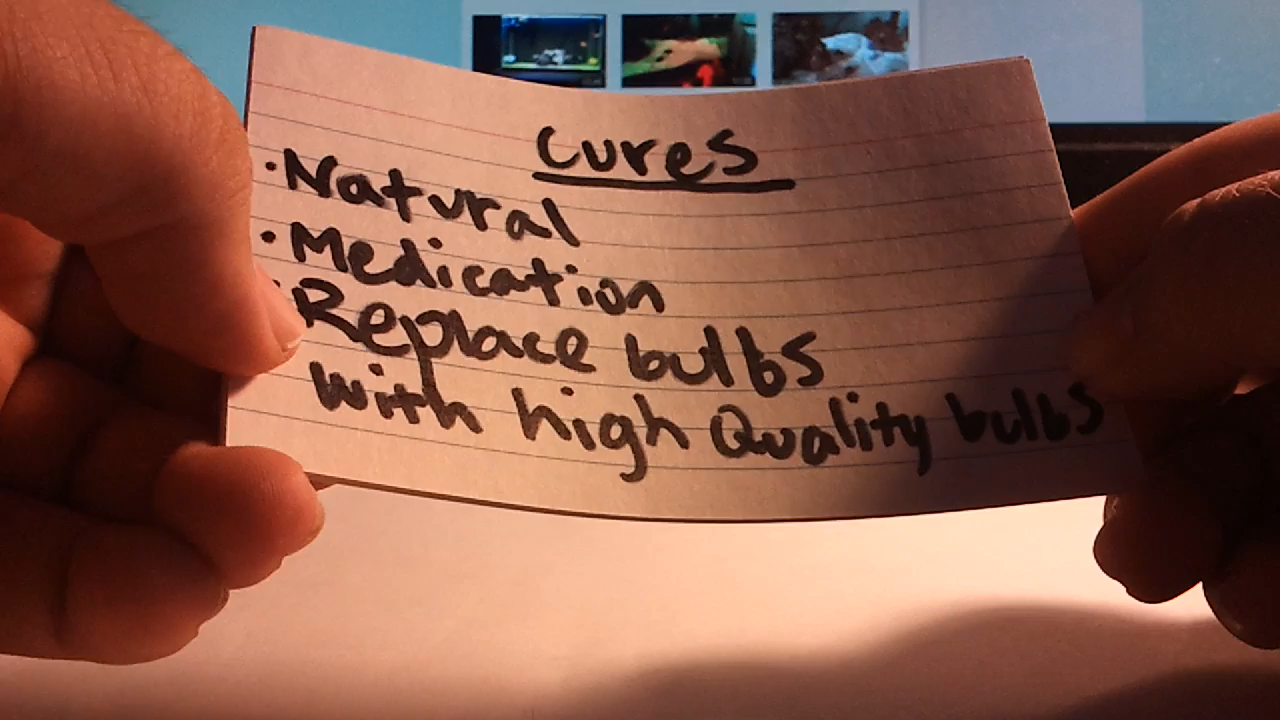 Cures
· Natural
· Medication
· Replace bulbs
with high Quality bulbs